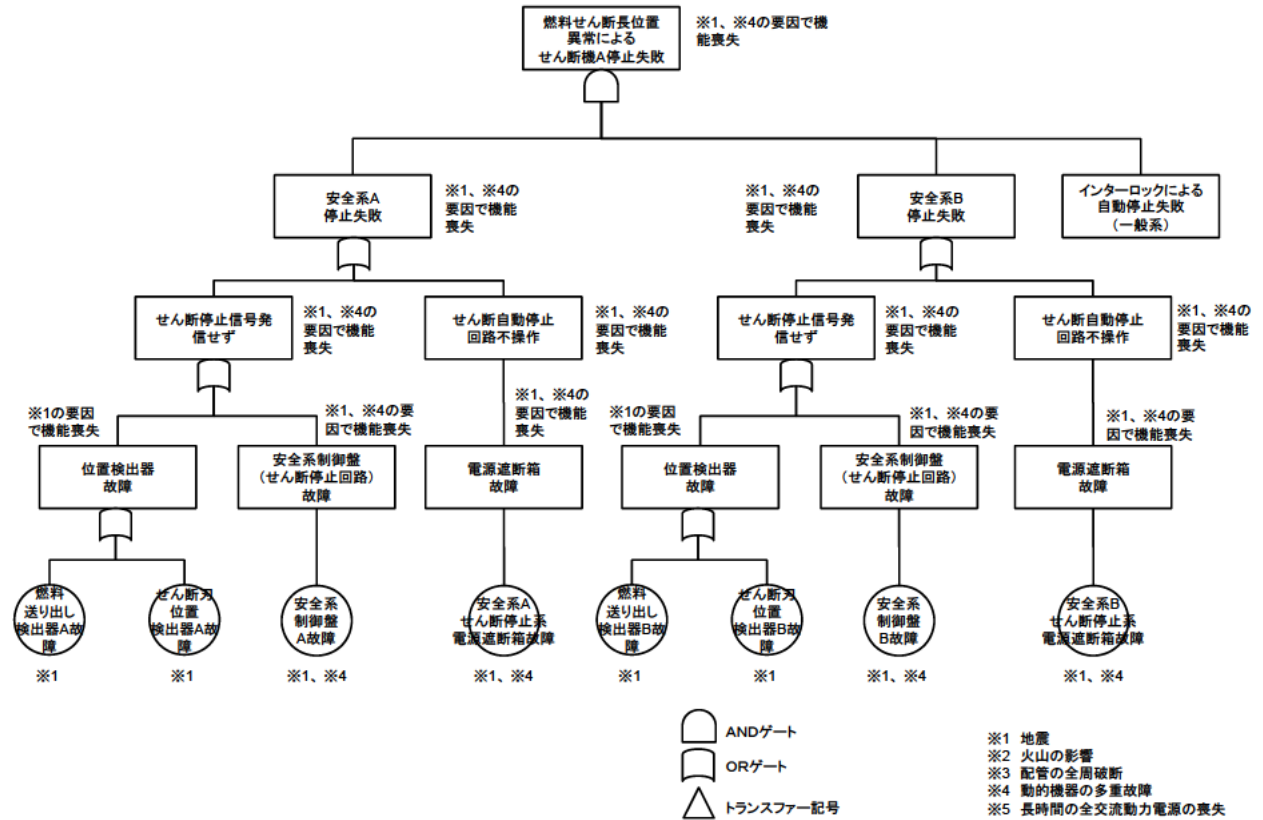 燃料せん断長位置
異常による
せん断機A停止失敗
※1、※4の要因で機
能喪失
安全系A
停止失敗
※1、※4の
要因で機能
喪失
※1、※4の
要因で機能
喪失
安全系B
停止失敗
インターロックによる
自動停止失敗
(一般系)
せん断停止信号発
信せず
※1、※4の
要因で機能
喪失
せん断自動停止
回路不操作
※1、※4の
要因で機能
喪失
せん断停止信号発
信せず
※1、※4の
要因で機能
喪失
せん断自動停止
回路不操作
※1、※4の
要因で機能
喪失
※1の要因
で機能喪失
※1、※4の要
因で機能喪失
※1、※4の
要因で機能
喪失
※1の要因
で機能喪失
※1、※4の要
因で機能喪失
※1、※4の要
因で機能喪失
位置検出器
故障
安全系制御盤
(せん断停止回路)
故障
電源遮断箱
故障
位置検出器
故障
安全系制御盤
(せん断停止回路)
故障
電源遮断箱
故障
燃料
送り出し
検出器A故
障
せん断刃
位置
検出器A故
障
安全系
制御盤
A故障
安全系A
せん断停止系
電源遮断箱故障
燃料
送り出し
検出器B故
障
せん断刃
位置
検出器B故
障
安全系
制御盤
B故障
安全系B
せん断停止系
電源遮断箱故障
※1
※1
※1、※4
※1、※4
※1
※1
※1、※4
※1、※4
ANDゲート
ORゲート
トランスファー記号
※1 地震
※2 火山の影響
※3 配管の全周破断
※4 動的機器の多重故障
※5 長時間の全交流動力電源の喪失